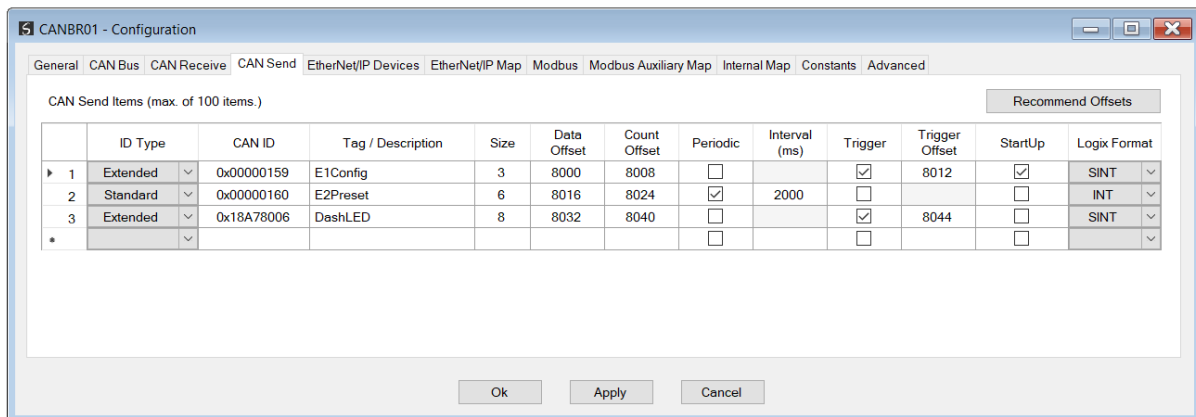 CANBR01 - Configuration
General CAN Bus CAN Receive CAN Send EtherNet/IP Devices EtherNet/IP Map Modbus Modbus Auxiliary Map Internal Map Constants Advanced
CAN Send Items (max. of 100 items.) Recommend Offsets
ID Type CAN ID Tag / Description Size Data Offset Count Offset Periodic Interval (ms) Trigger Trigger Offset StartUp Logix Format
1 Extended 0x00000159 E1Config 3 8000 8008 8012 SINT
2 Standard 0x00000160 E2Preset 6 8016 8024 2000 INT
3 Extended 0x18A78006 DashLED 8 8032 8040 8044 SINT
*
Ok Apply Cancel